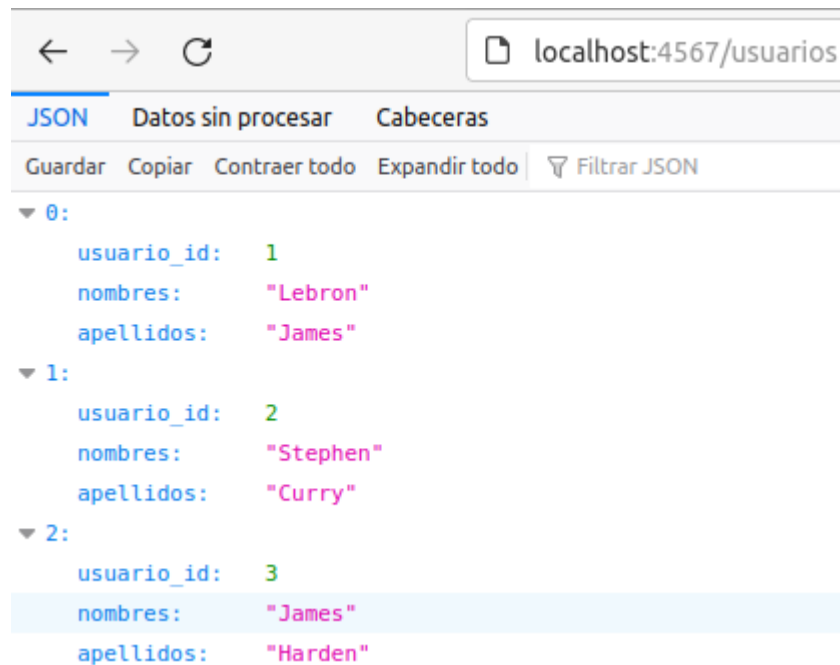 localhost:4567/usuarios
JSON Datos sin procesar Cabeceras
Guardar Copiar Contraer todo Expandir todo Filtrar JSON
0:
usuario_id: 1
nombres: "Lebron"
apellidos: "James"
1:
usuario_id: 2
nombres: "Stephen"
apellidos: "Curry"
2:
usuario_id: 3
nombres: "James"
apellidos: "Harden"